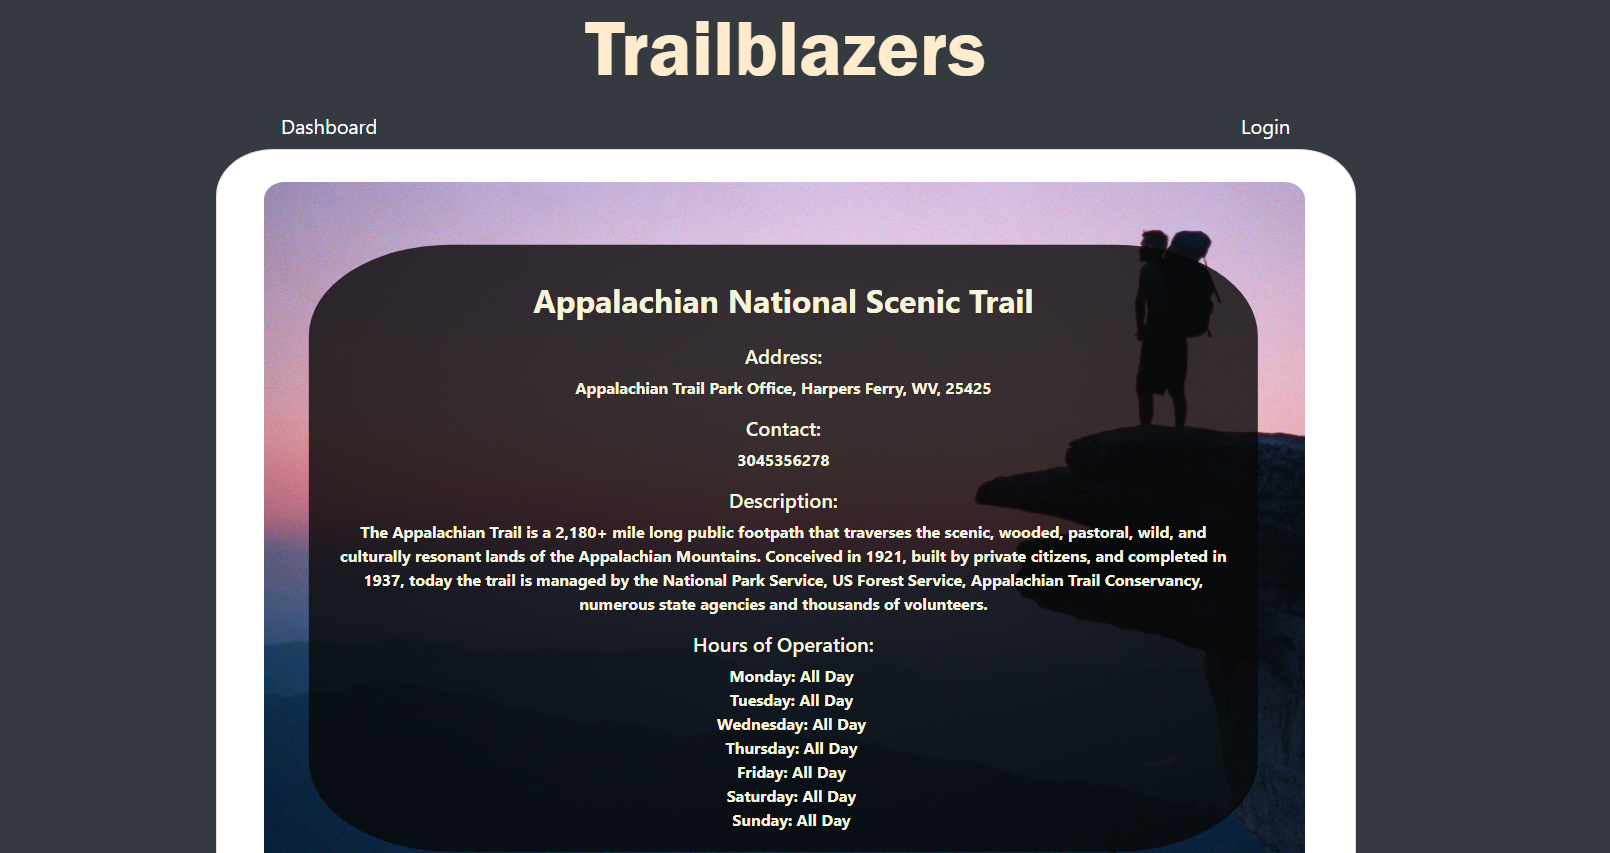 Trailblazers
Dashboard
Login
Appalachian National Scenic Trail
Address:
Appalachian Trail Park Office, Harpers Ferry, WV, 25425
Contact:
3045356278
Description:
The Appalachian Trail is a 2,180+ mile long public footpath that traverses the scenic, wooded, pastoral, wild, and
culturally resonant lands of the Appalachian Mountains. Conceived in 1921, built by private citizens, and completed in
1937, today the trail is managed by the National Park Service, US Forest Service, Appalachian Trail Conservancy,
numerous state agencies and thousands of volunteers.
Hours of Operation:
Monday: All Day
Tuesday: All Day
Wednesday: All Day
Thursday: All Day
Friday: All Day
Saturday: All Day
Sunday: All Day